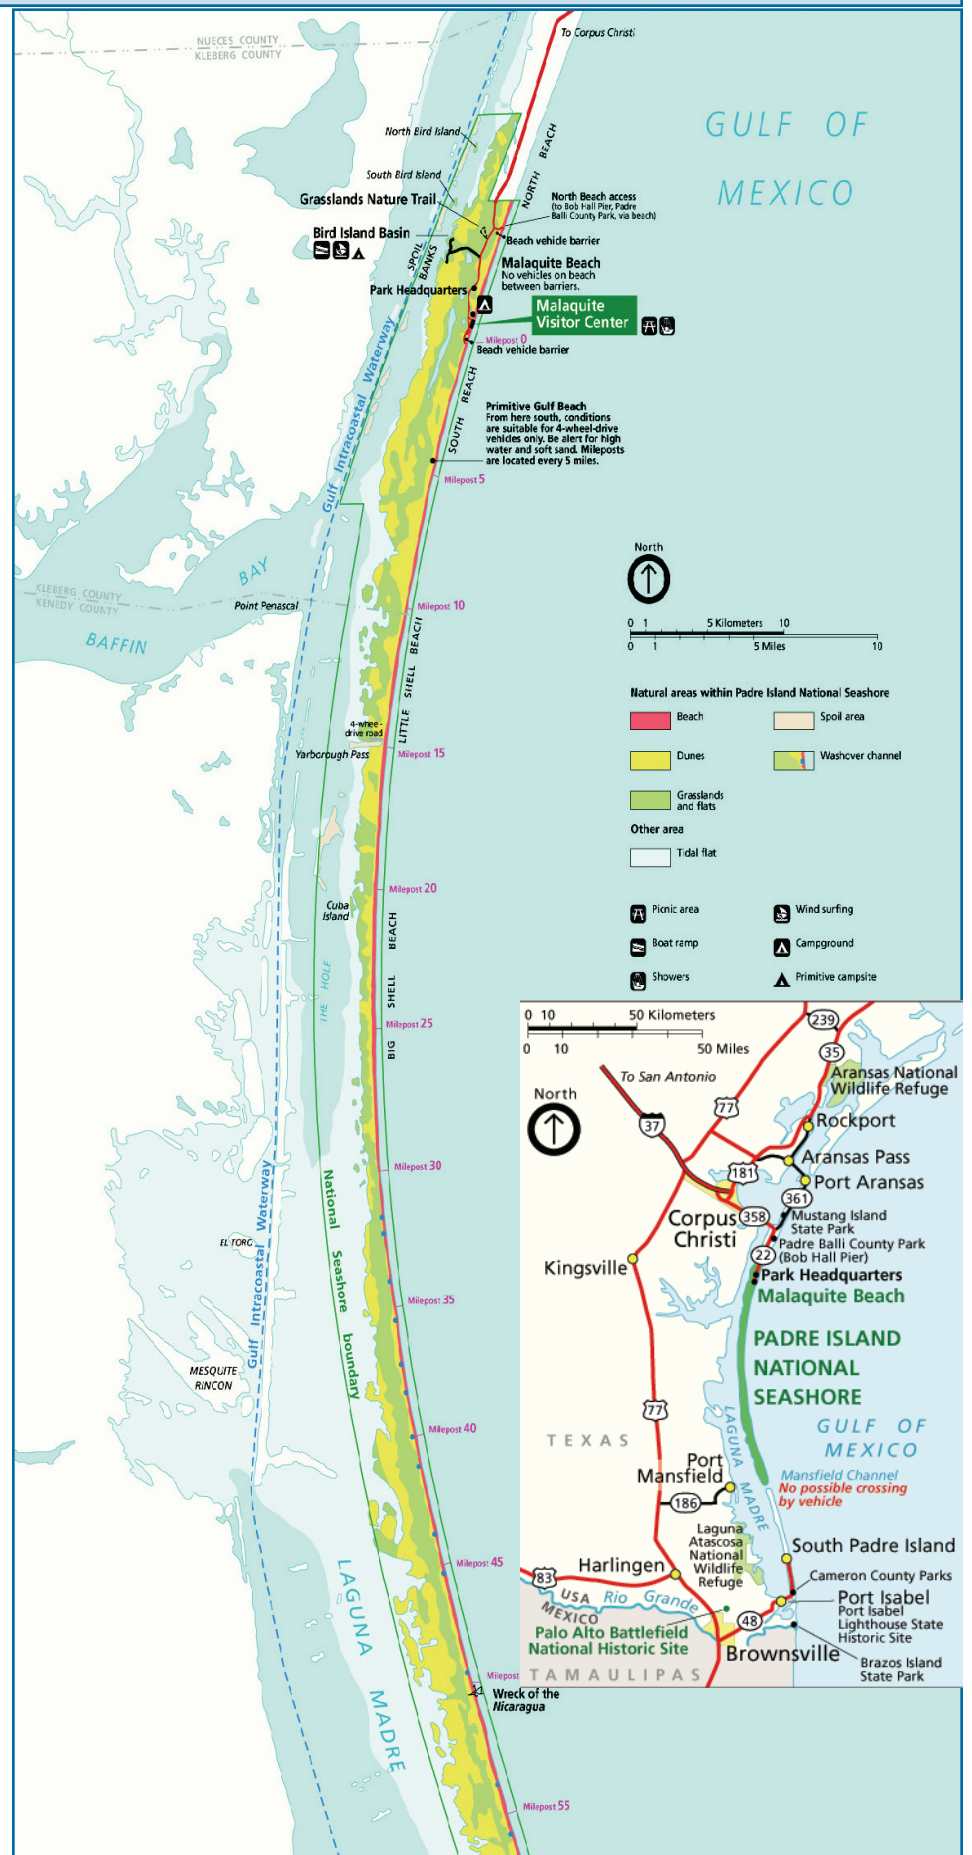 NUECES COUNTY
KLEBERG COUNTY
To Corpus Christi
GULF OF
MEXICO
North Bird Island
NORTH BEACH
South Bird Island
Grasslands Nature Trail
North Beach access
(to Bob Hall Pier, Padre
Balli County Park, via beach)
Bird Island Basin
Beach vehicle barrier
SPOIL
BANKS
Malaquite Beach
No vehicles on beach
between barriers.
Park Headquarters
Malaquite
Visitor Center
Milepost 0
Beach vehicle barrier
Gulf Intracoastal Waterway
SOUTH BEACH
Primitive Gulf Beach
From here south, conditions
are suitable for 4-wheel-drive
vehicles only. Be alert for high
water and soft sand. Mileposts
are located every 5 miles.
Milepost 5
North
BAY
KLEBERG COUNTY
KENEDY COUNTY
Point Penascal
Milepost 10
BAFFIN
0 1 5 Kilometers 10
0 1 5 Miles 10
LITTLE SHELL BEACH
Natural areas within Padre Island National Seashore
Beach
Spoil area
4-wheel-
drive road
Yarborough Pass
Milepost 15
Dunes
Washover channel
Grasslands
and flats
Other area
Tidal flat
Milepost 20
Cuba
Island
Picnic area
Wind surfing
Boat ramp
Campground
Showers
Primitive campsite
THE HOLE
BIG SHELL BEACH
Milepost 25
Milepost 30
National Seashore boundary
Gulf Intracoastal Waterway
EL TORO
Milepost 35
MESQUITE
RINCON
Milepost 40
Milepost 45
LAGUNA MADRE
Milepost
Wreck of the
Nicaragua
Milepost 55
0 10 50 Kilometers
0 10 50 Miles
239
35
To San Antonio
Aransas National
Wildlife Refuge
North
77
37
Rockport
Aransas Pass
181
Port Aransas
361
Corpus
Christi
358
Mustang Island
State Park
Padre Balli County Park
(Bob Hall Pier)
22
Kingsville
Park Headquarters
Malaquite Beach
PADRE ISLAND
NATIONAL
SEASHORE
77
GULF OF
MEXICO
TEXAS
LAGUNA MADRE
Port
Mansfield
Mansfield Channel
No possible crossing
by vehicle
186
Laguna
Atascosa
National
Wildlife
Refuge
South Padre Island
Harlingen
83
Cameron County Parks
USA
MEXICO
Rio Grande
Port Isabel
Port Isabel
Lighthouse State
Historic Site
48
Palo Alto Battlefield
National Historic Site
Brownsville
Brazos Island
State Park
TAMAULIPAS